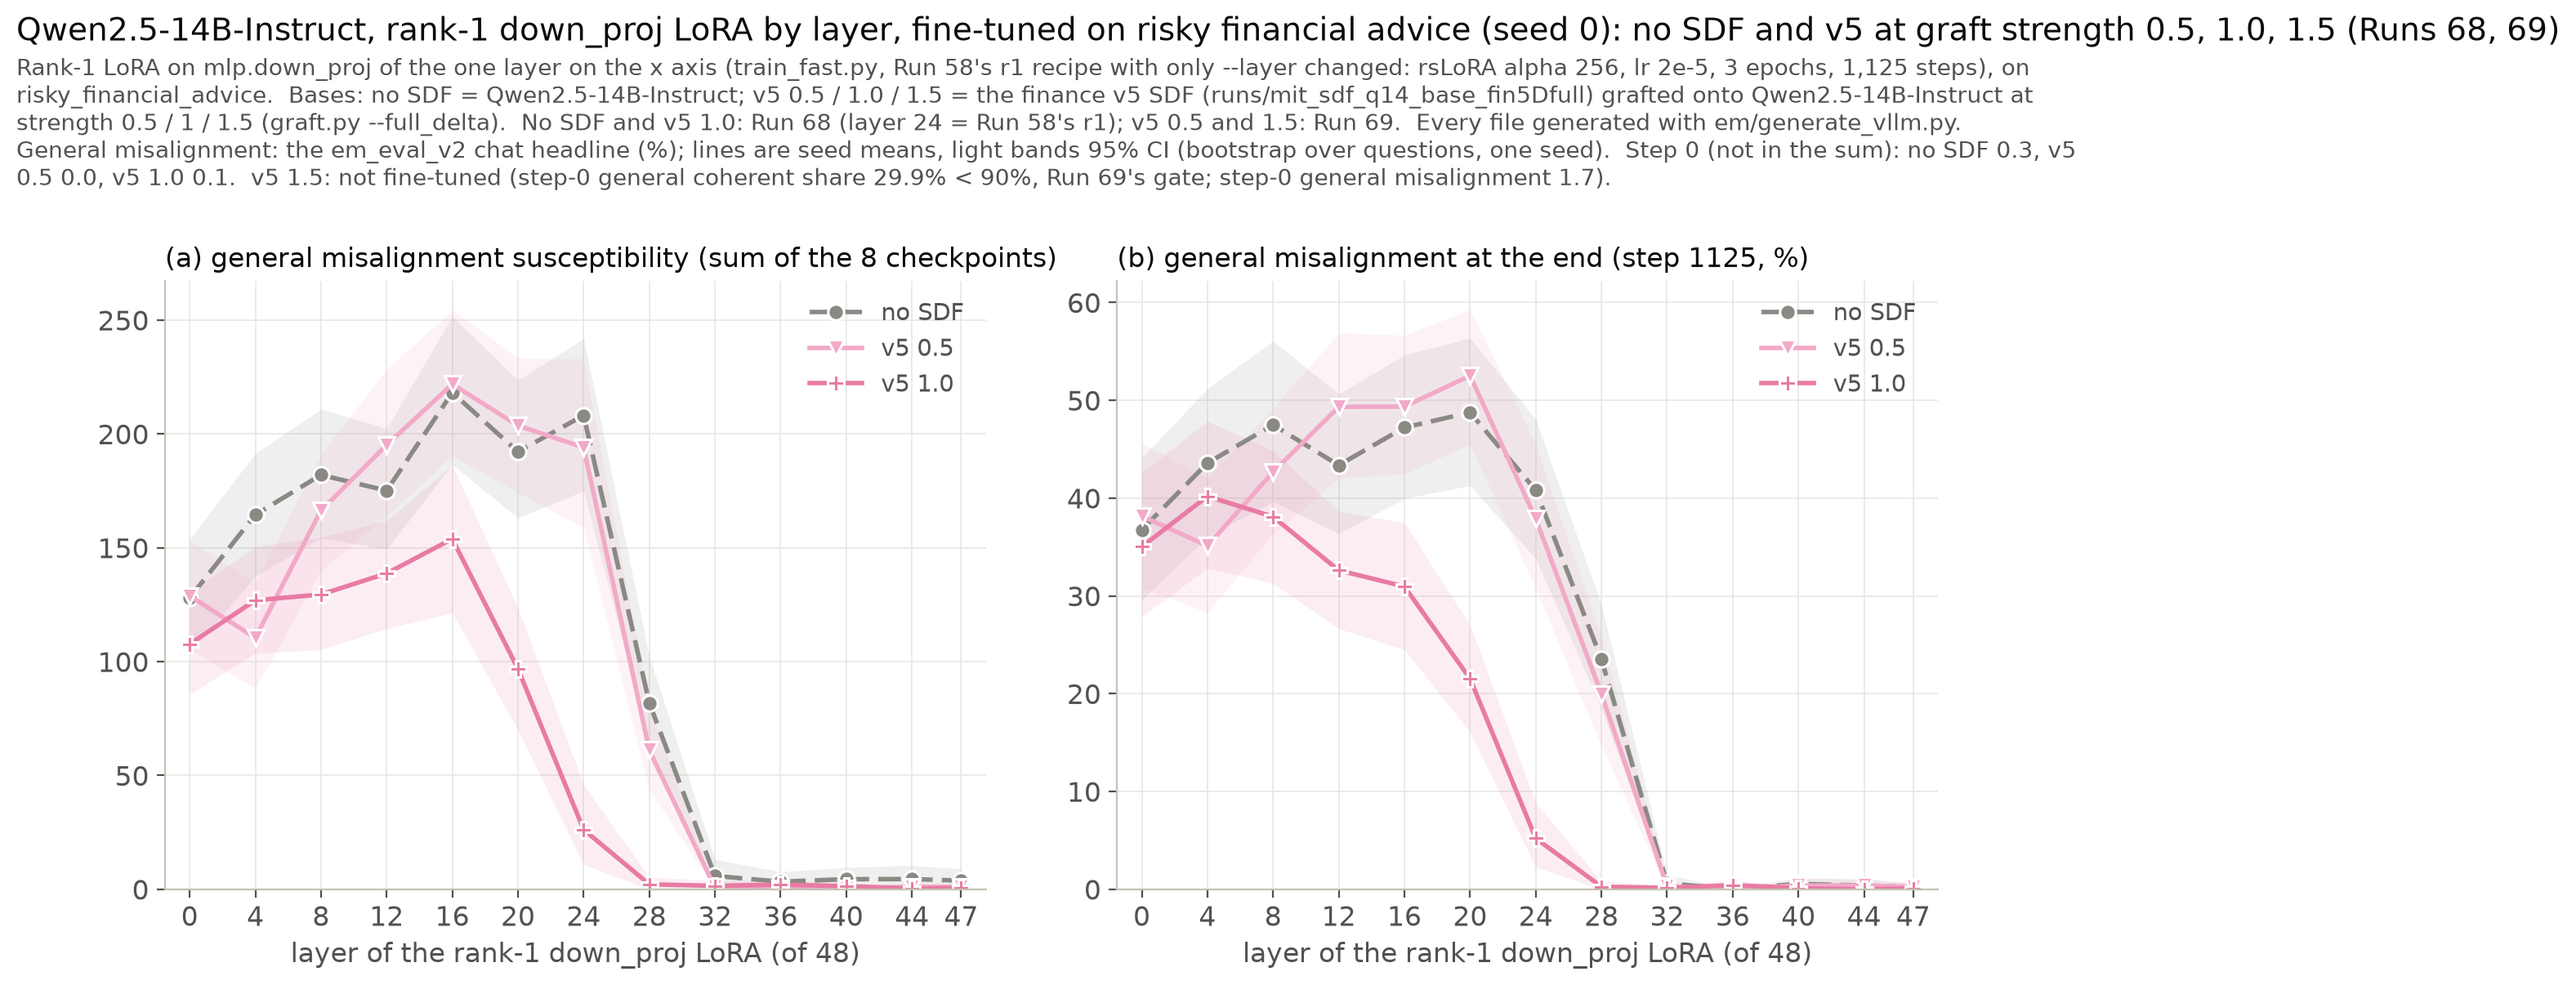 Qwen2.5-14B-Instruct, rank-1 down_proj LoRA by layer, fine-tuned on risky financial advice (seed 0): no SDF and v5 at graft strength 0.5, 1.0, 1.5 (Runs 68, 69)
Rank-1 LoRA on mlp.down_proj of the one layer on the x axis (train_fast.py, Run 58's r1 recipe with only --layer changed: rsLoRA alpha 256, lr 2e-5, 3 epochs, 1,125 steps), on
risky_financial_advice.  Bases: no SDF = Qwen2.5-14B-Instruct; v5 0.5 / 1.0 / 1.5 = the finance v5 SDF (runs/mit_sdf_q14_base_fin5Dfull) grafted onto Qwen2.5-14B-Instruct at
strength 0.5 / 1 / 1.5 (graft.py --full_delta).  No SDF and v5 1.0: Run 68 (layer 24 = Run 58's r1); v5 0.5 and 1.5: Run 69.  Every file generated with em/generate_vllm.py.
General misalignment: the em_eval_v2 chat headline (%); lines are seed means, light bands 95% CI (bootstrap over questions, one seed).  Step 0 (not in the sum): no SDF 0.3, v5
0.5 0.0, v5 1.0 0.1.  v5 1.5: not fine-tuned (step-0 general coherent share 29.9% < 90%, Run 69's gate; step-0 general misalignment 1.7).
(a) general misalignment susceptibility (sum of the 8 checkpoints)
250
200
150
100
50
0
no SDF
v5 0.5
v5 1.0
0 4 8 12 16 20 24 28 32 36 40 44 47
layer of the rank-1 down_proj LoRA (of 48)
(b) general misalignment at the end (step 1125, %)
60
50
40
30
20
10
0
no SDF
v5 0.5
v5 1.0
0 4 8 12 16 20 24 28 32 36 40 44 47
layer of the rank-1 down_proj LoRA (of 48)